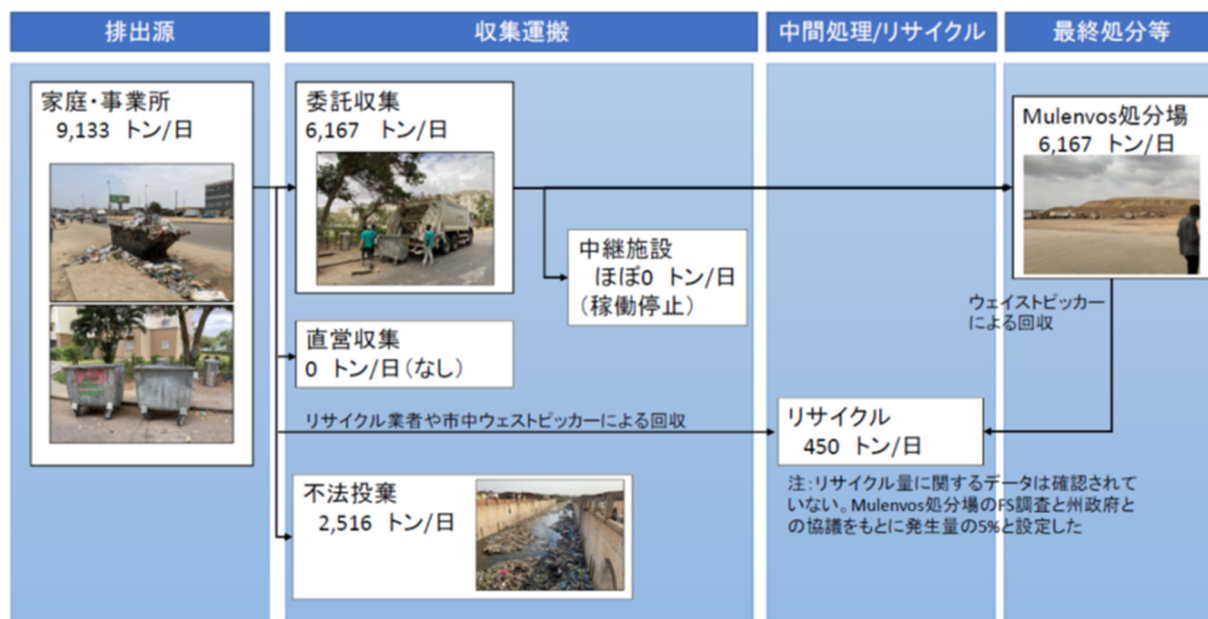 排出源
収集運搬
中間処理/リサイクル
最終処分等
家庭・事業所
9,133 トン/日
委託収集
6,167 トン/日
Mulenvos処分場
6,167 トン/日
中継施設
ほぼ0 トン/日
（稼働停止）
ウェイストピッカー
による回収
直営収集
0 トン/日（なし）
リサイクル業者や市中ウェストピッカーによる回収
リサイクル
450 トン/日
不法投棄
2,516 トン/日
注：リサイクル量に関するデータは確認されて
いない。Mulenvos処分場のFS調査と州政府と
の協議をもとに発生量の5%と設定した